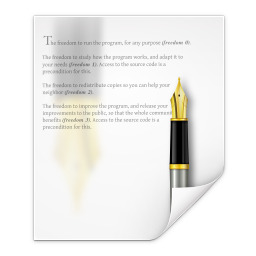 The freedom to run the program, for any purpose (freedom 0).
The freedom to study how the program works, and adapt it to
your needs (freedom 1). Access to the source code is a
precondition for this.
The freedom to redistribute copies so you can help your
neighbor (freedom 2).
The freedom to improve the program, and release your
improvements to the public, so that the whole community
benefits (freedom 3). Access to the source code is a
precondition for this.